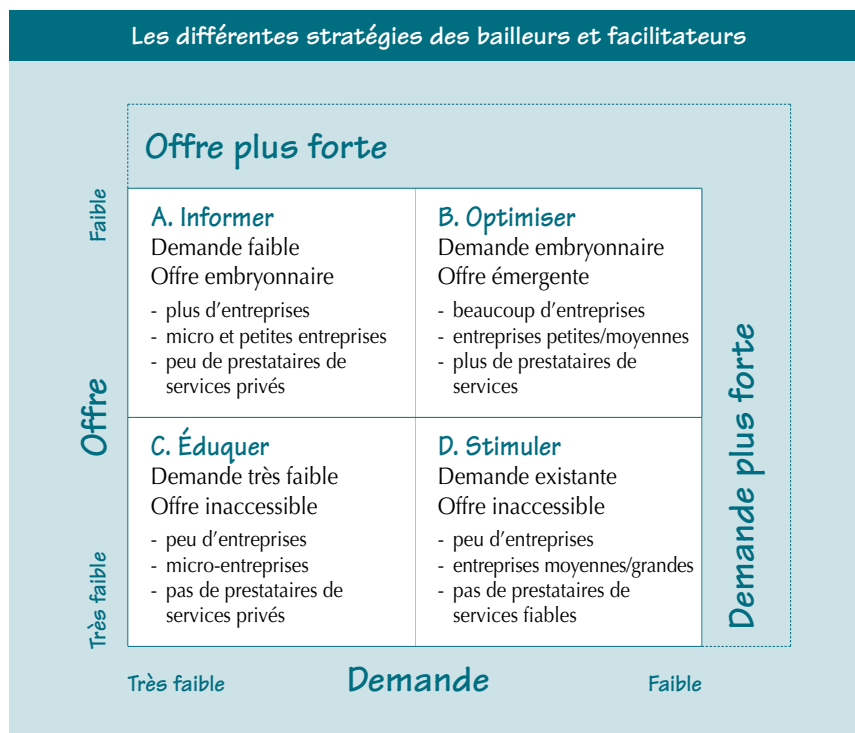 Les différentes stratégies des bailleurs et facilitateurs
Offre plus forte
Faible
Offre
Très faible
A. Informer
Demande faible
Offre embryonnaire
- plus d’entreprises
- micro et petites entreprises
- peu de prestataires de
services privés
B. Optimiser
Demande embryonnaire
Offre émergente
- beaucoup d’entreprises
- entreprises petites/moyennes
- plus de prestataires de
services
C. Éduquer
Demande très faible
Offre inaccessible
- peu d’entreprises
- micro-entreprises
- pas de prestataires de
services privés
D. Stimuler
Demande existante
Offre inaccessible
- peu d’entreprises
- entreprises moyennes/grandes
- pas de prestataires de
services fiables
Demande plus forte
Très faible
Demande
Faible